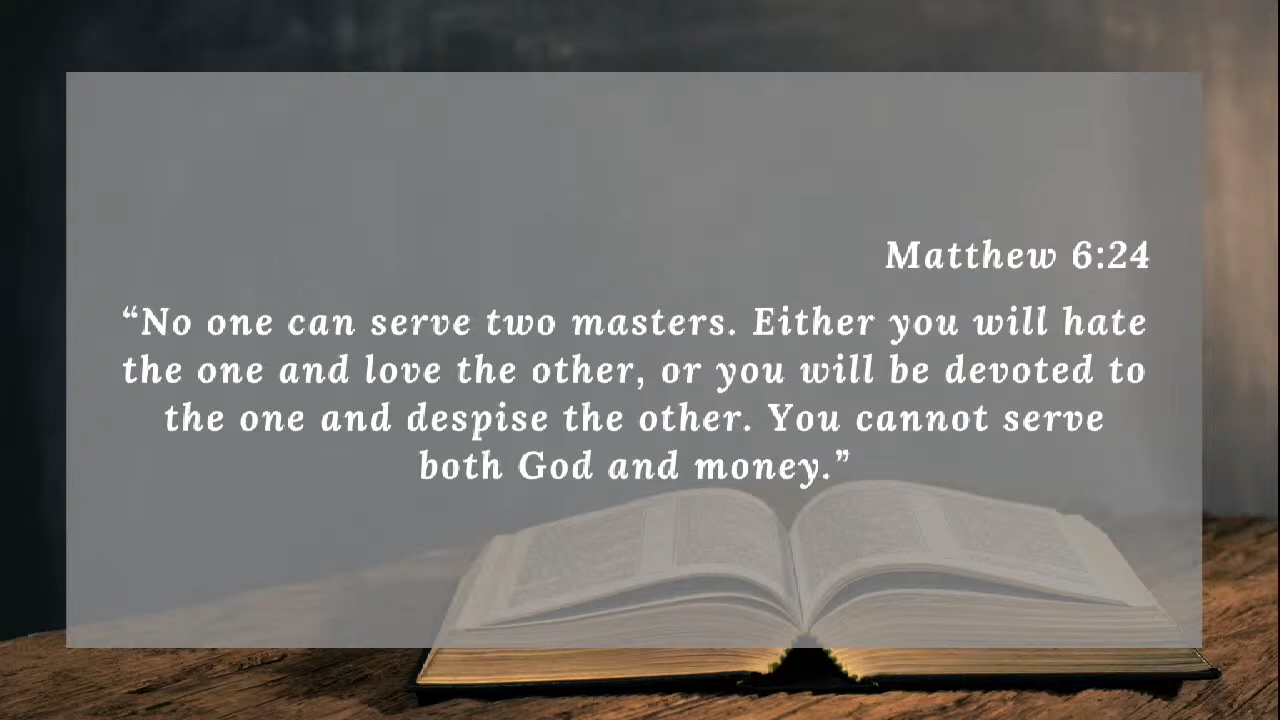 Matthew 6:24
“No one can serve two masters. Either you will hate
the one and love the other, or you will be devoted to
the one and despise the other. You cannot serve
both God and money.”